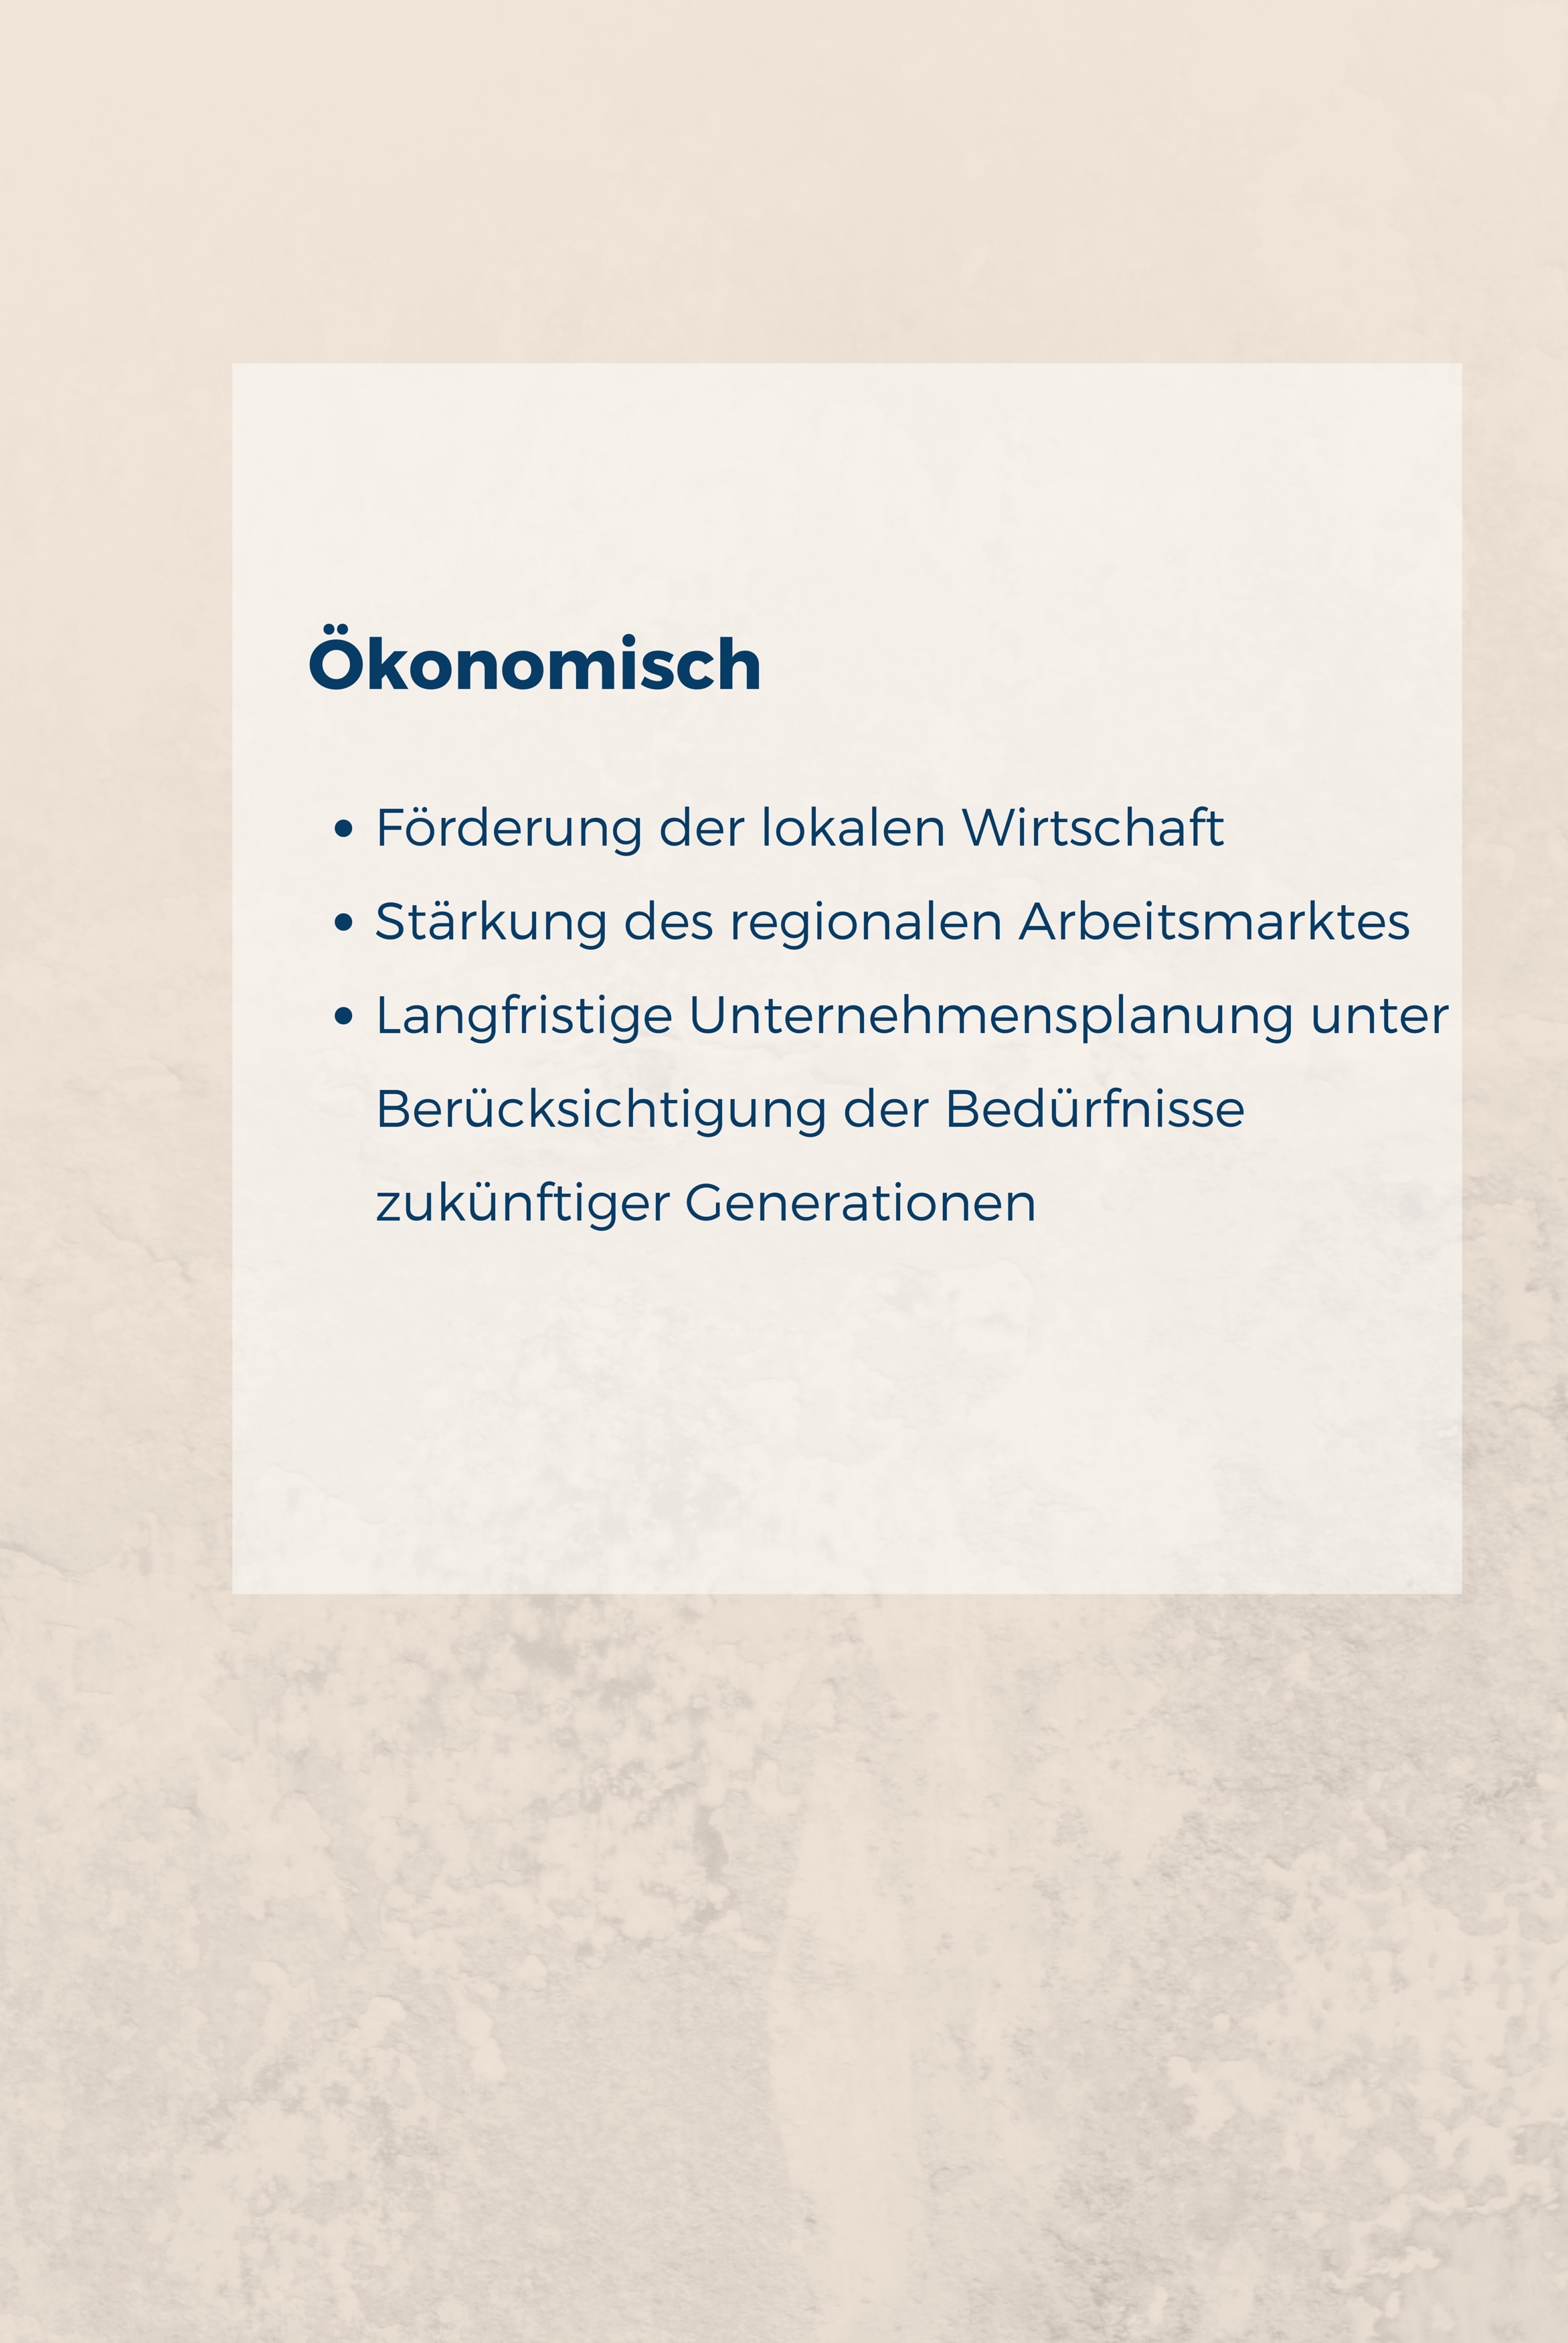 Ökonomisch
• Förderung der lokalen Wirtschaft
• Stärkung des regionalen Arbeitsmarktes
• Langfristige Unternehmensplanung unter
Berücksichtigung der Bedürfnisse
zukünftiger Generationen